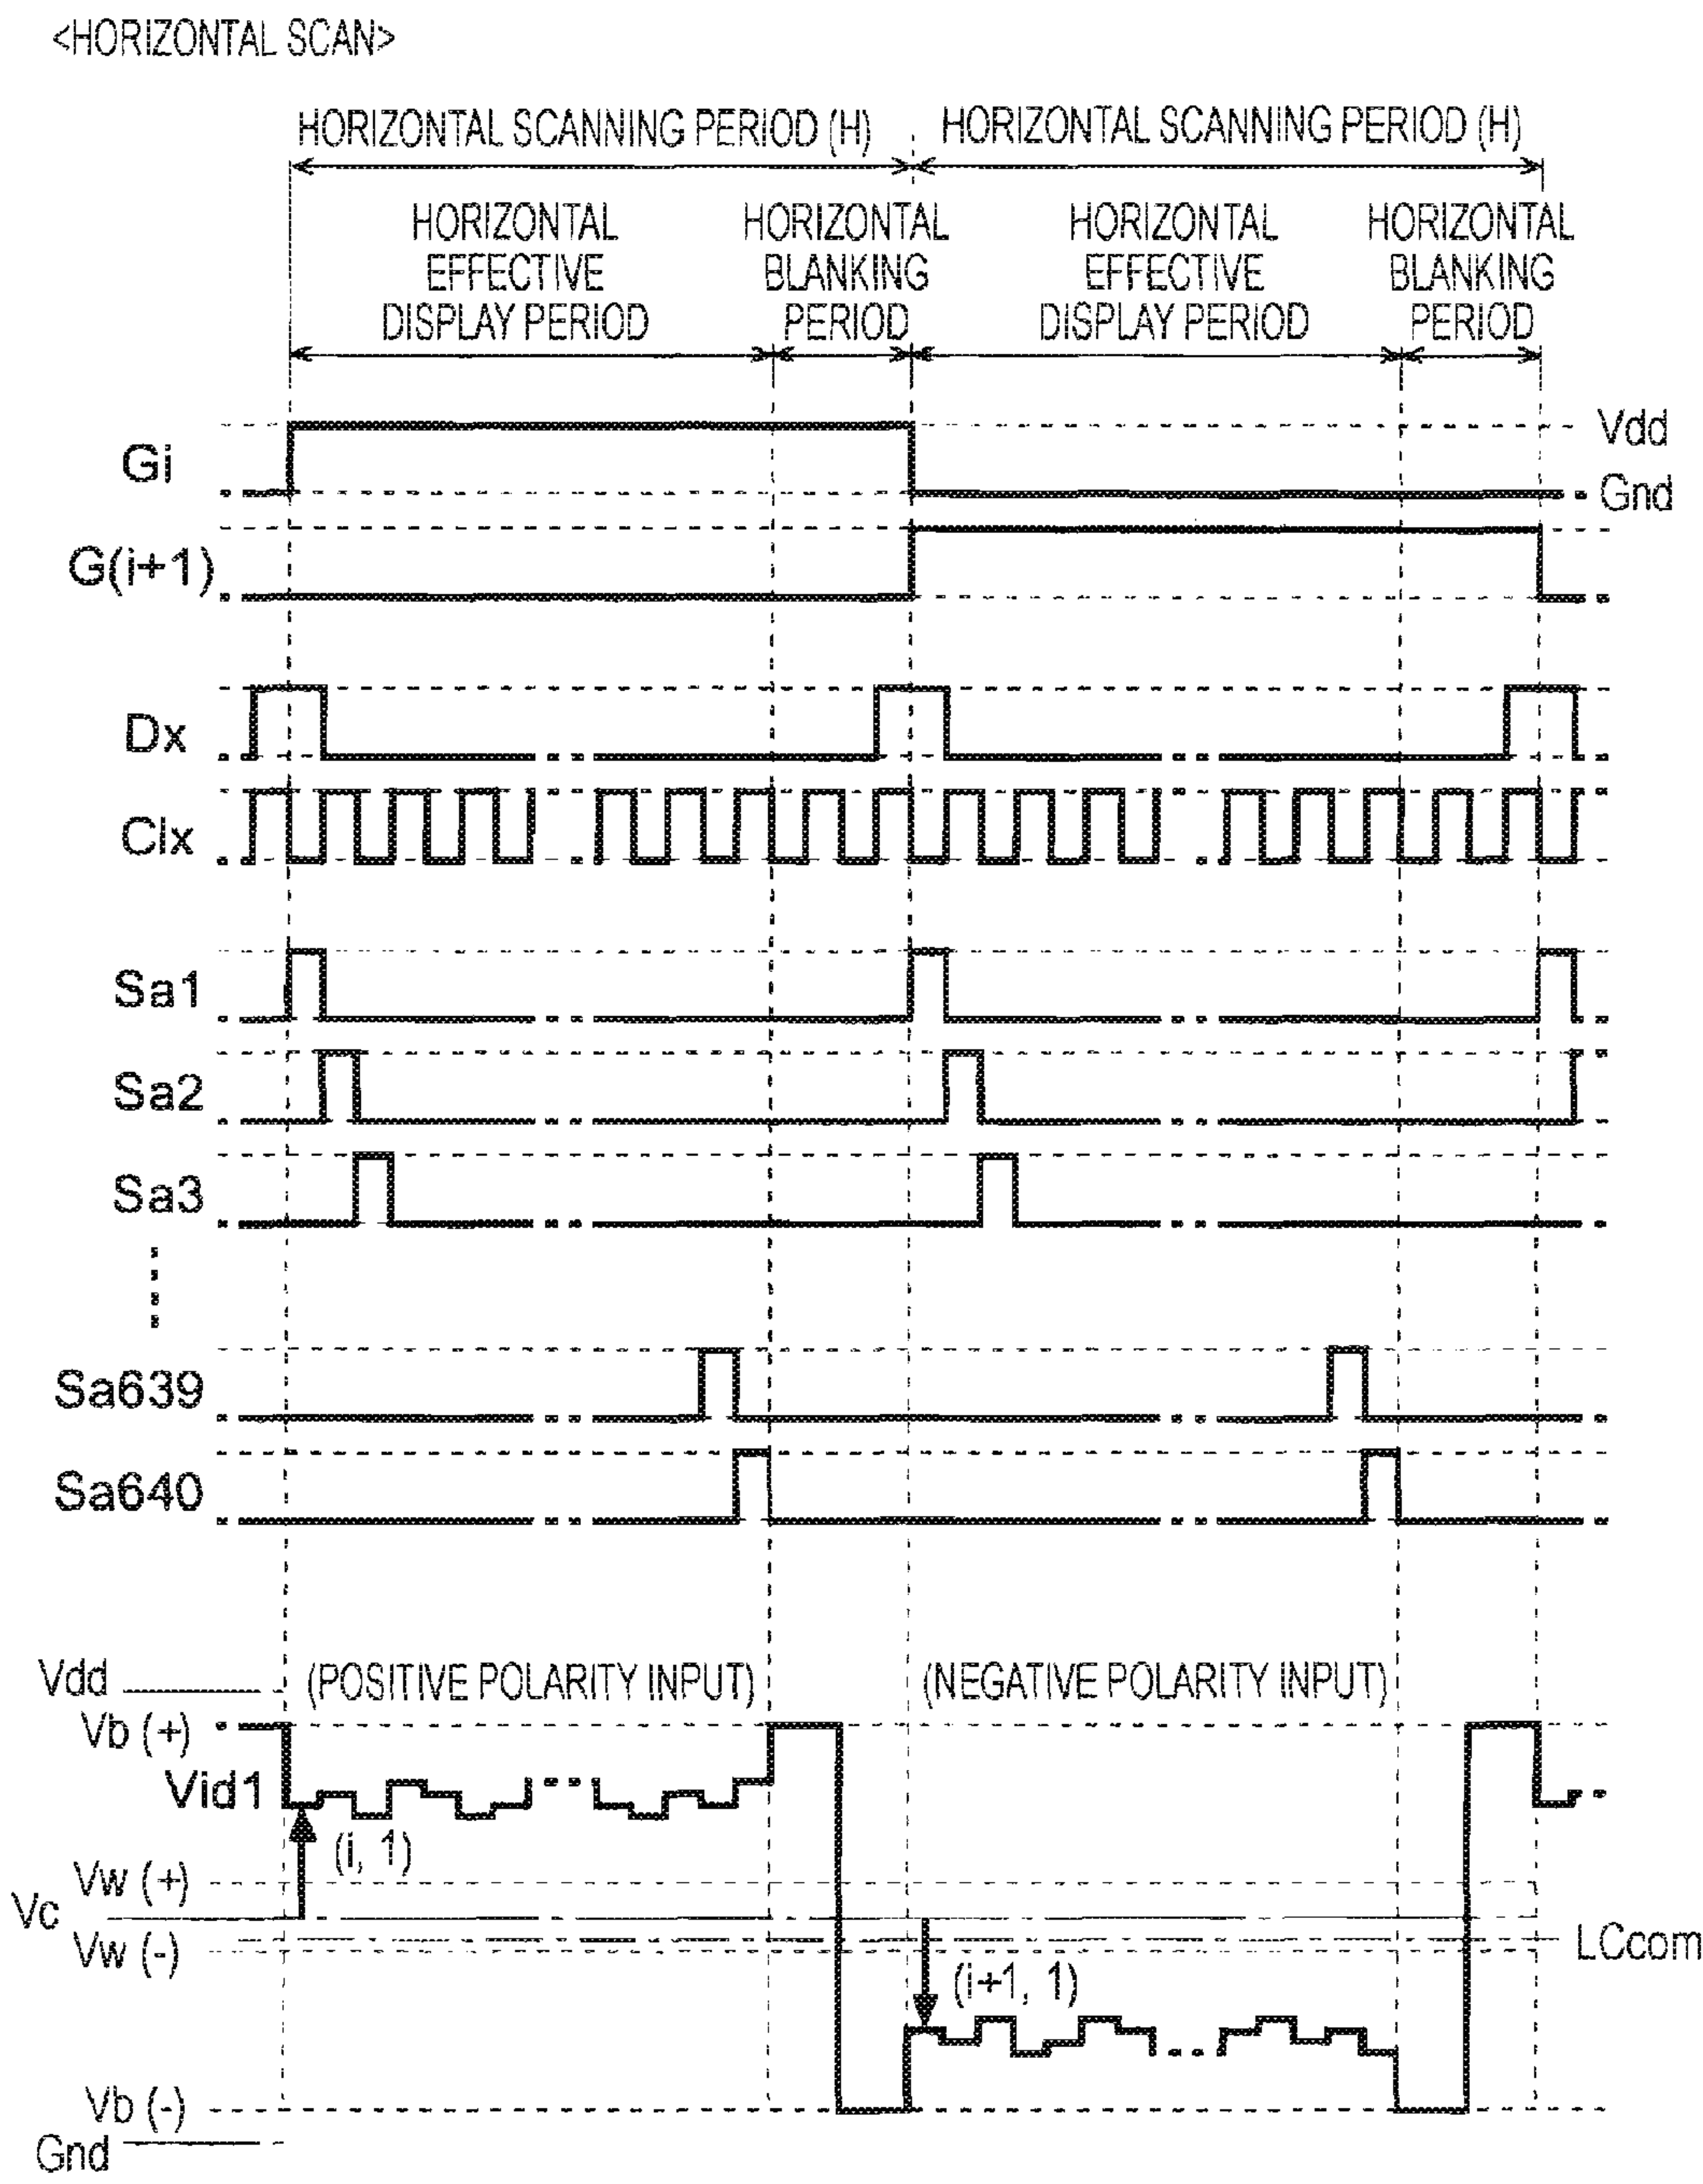 <HORIZONTAL SCAN>
HORIZONTAL SCANNING PERIOD (H) HORIZONTAL SCANNING PERIOD (H)
HORIZONTAL HORIZONTAL HORIZONTAL HORIZONTAL
EFFECTIVE BLANKING EFFECTIVE BLANKING
DISPLAY PERIOD PERIOD DISPLAY PERIOD PERIOD
Vdd
Gi
Gnd
G(i+1)
Dx
Clx
Sa1
Sa2
Sa3
Sa639
Sa640
Vdd (POSITIVE POLARITY INPUT) (NEGATIVE POLARITY INPUT)
Vb (+)
Vid1
(i, 1)
Vw (+)
Vc
Vw (-) LCcom
(i+1, 1)
Vb (-)
Gnd